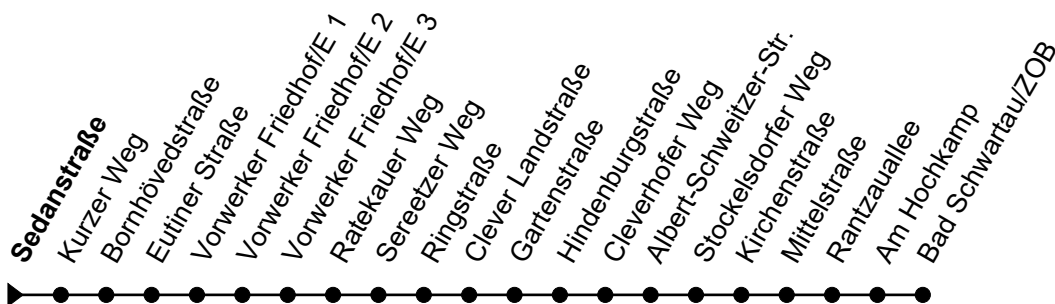 Sedanstraße
Kurzer Weg
Bornhövedstraße
Eutiner Straße
Vorwerker Friedhof/E 1
Vorwerker Friedhof/E 2
Vorwerker Friedhof/E 3
Ratekauer Weg
Sereetzer Weg
Ringstraße
Clever Landstraße
Gartenstraße
Hindenburgstraße
Cleverhofer Weg
Albert-Schweitzer-Str.
Stockelsdorfer Weg
Kirchenstraße
Mittelstraße
Rantzauallee
Am Hochkamp
Bad Schwartau/ZOB